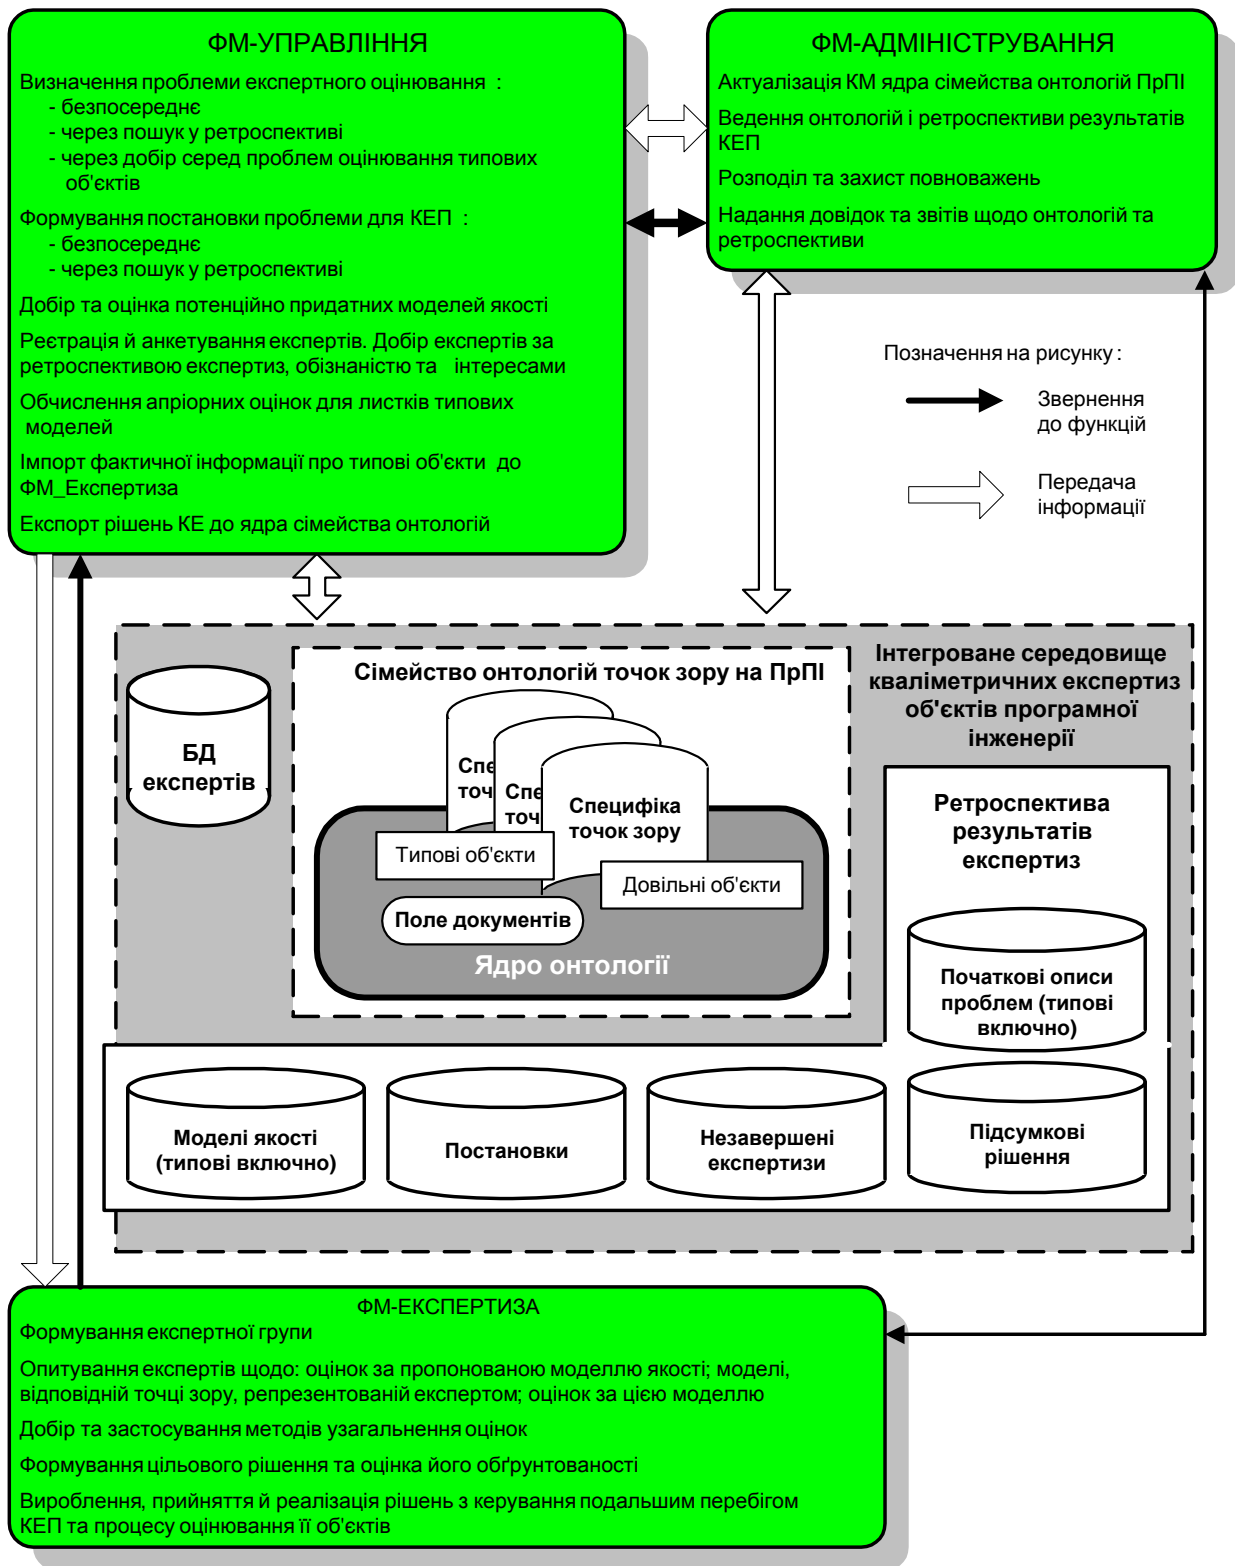 ФМ-УПРАВЛІННЯ
Визначення проблеми експертного оцінювання :
- безпосереднє
- через пошук у ретроспективі
- через добір серед проблем оцінювання типових
об'єктів
Формування постановки проблеми для КЕП :
- безпосереднє
- через пошук у ретроспективі
Добір та оцінка потенційно придатних моделей якості
Реєстрація й анкетування експертів. Добір експертів за
ретроспективою експертиз, обізнаністю та інтересами
Обчислення апріорних оцінок для листків типових
моделей
Імпорт фактичної інформації про типові об'єкти до
ФМ_Експертиза
Експорт рішень КЕ до ядра сімейства онтологій
ФМ-АДМІНІСТРУВАННЯ
Актуалізація КМ ядра сімейства онтологій ПрПІ
Ведення онтологій і ретроспективи результатів
КЕП
Розподіл та захист повноважень
Надання довідок та звітів щодо онтологій та
ретроспективи
Позначення на рисунку :
Звернення
до функцій
Передача
інформації
Інтегроване середовище
кваліметричних експертиз
об'єктів програмної
інженерії
БД
експертів
Сімейство онтологій точок зору на ПрПІ
Спе
точ
Спе
точ
Специфіка
точок зору
Типові об'єкти
Довільні об'єкти
Поле документів
Ядро онтології
Ретроспектива
результатів
експертиз
Початкові описи
проблем (типові
включно)
Моделі якості
(типові включно)
Постановки
Незавершені
експертизи
Підсумкові
рішення
ФМ-ЕКСПЕРТИЗА
Формування експертної групи
Опитування експертів щодо: оцінок за пропонованою моделлю якості; моделі,
відповідній точці зору, репрезентованій експертом; оцінок за цією моделлю
Добір та застосування методів узагальнення оцінок
Формування цільового рішення та оцінка його обґрунтованості
Вироблення, прийняття й реалізація рішень з керування подальшим перебігом
КЕП та процесу оцінювання її об'єктів